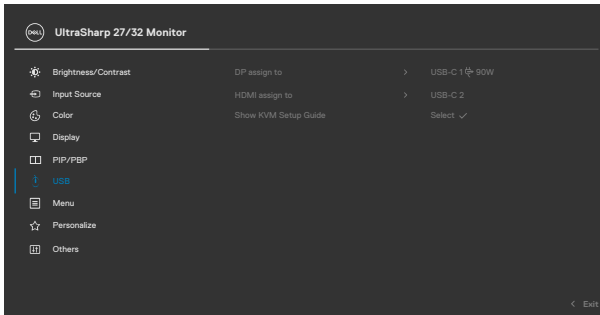 DELL UltraSharp 27/32 Monitor
Brightness/Contrast DP assign to > USB-C 1 90W
Input Source HDMI assign to > USB-C 2
Color Show KVM Setup Guide Select ✓
Display
PIP/PBP
USB
Menu
Personalize
Others
< Exit